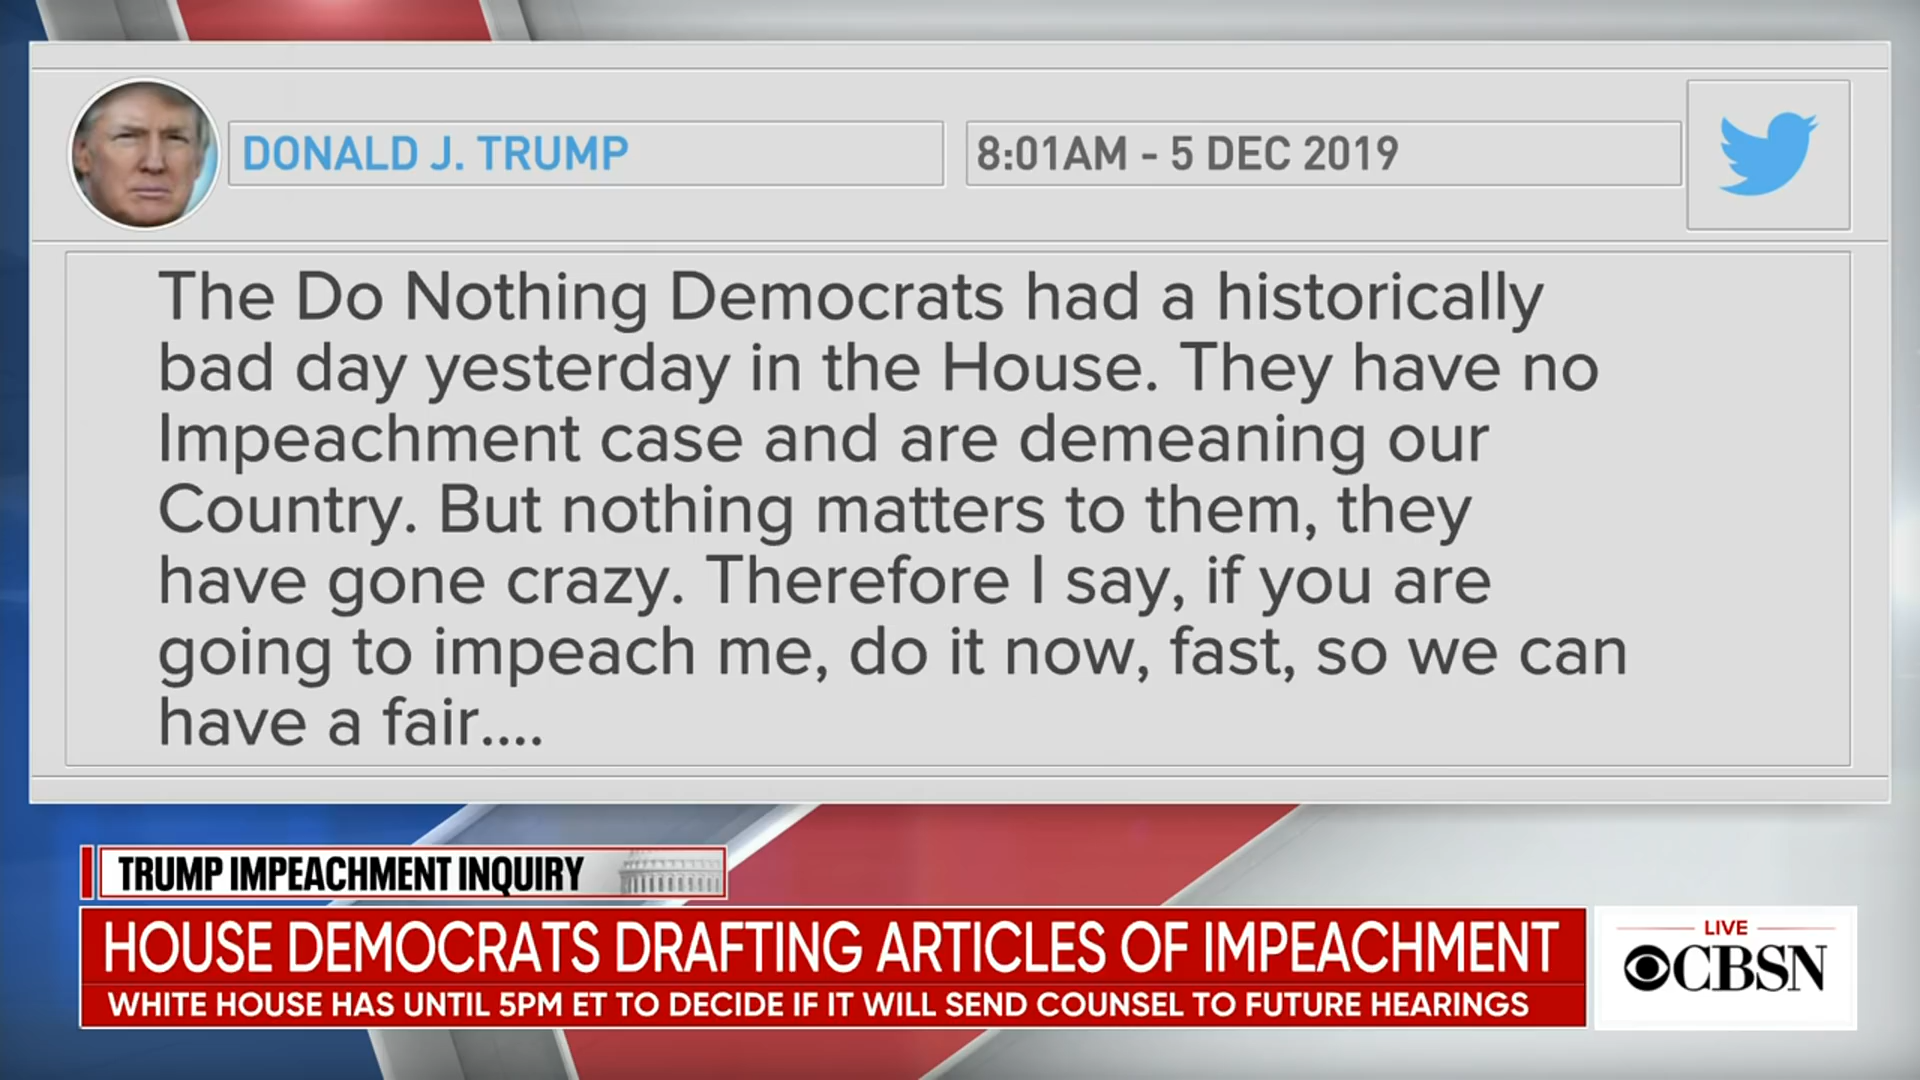 DONALD J. TRUMP
8:01AM - 5 DEC 2019
The Do Nothing Democrats had a historically
bad day yesterday in the House. They have no
Impeachment case and are demeaning our
Country. But nothing matters to them, they
have gone crazy. Therefore I say, if you are
going to impeach me, do it now, fast, so we can
have a fair....
TRUMP IMPEACHMENT INQUIRY
HOUSE DEMOCRATS DRAFTING ARTICLES OF IMPEACHMENT
WHITE HOUSE HAS UNTIL 5PM ET TO DECIDE IF IT WILL SEND COUNSEL TO FUTURE HEARINGS
LIVE
CBSN